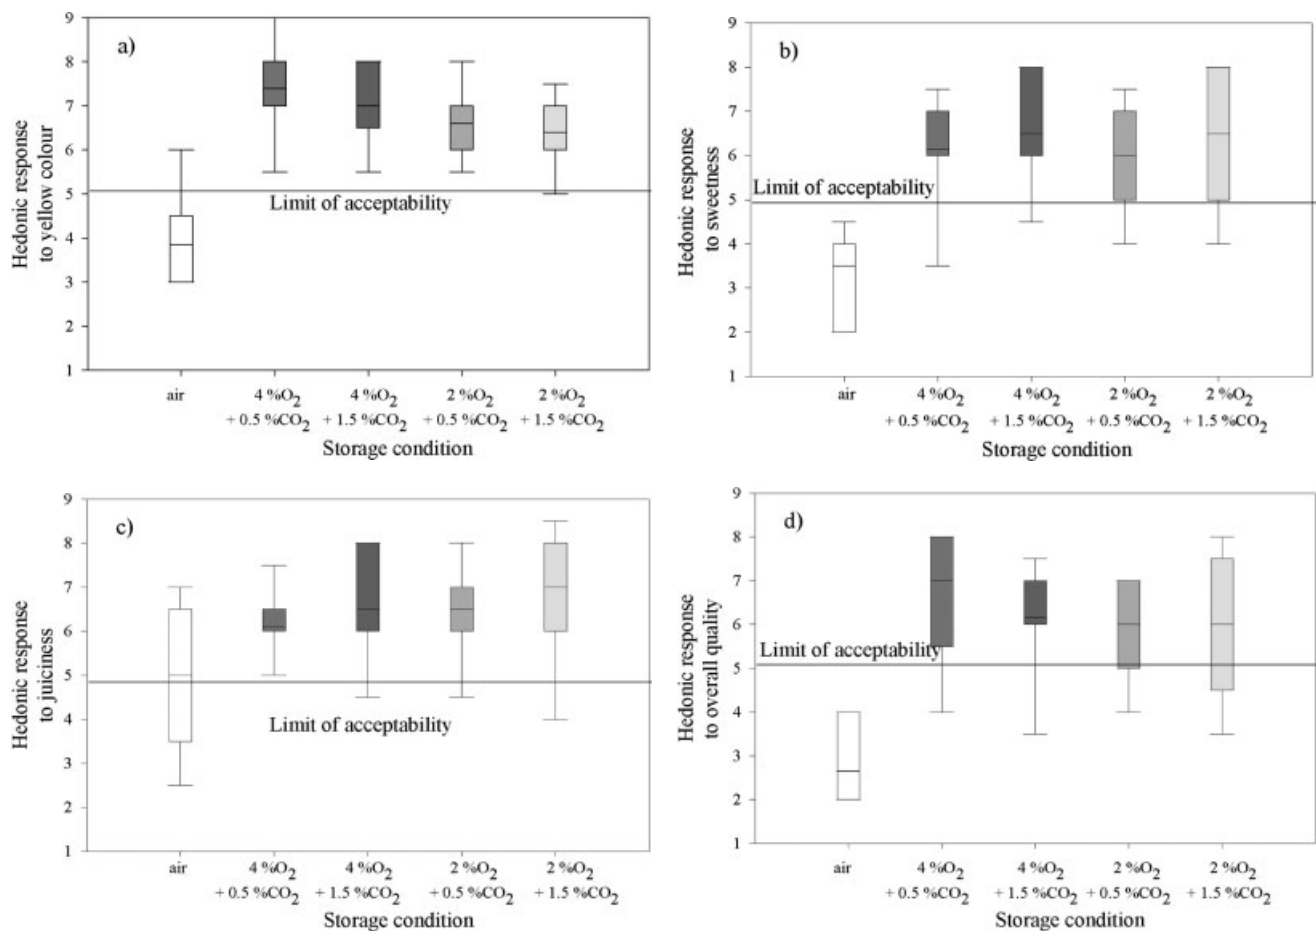 a)
Hedonic response
to yellow colour
9
8
7
6
5
4
3
2
1
Limit of acceptability
air
4 %O2
+ 0.5 %CO2
4 %O2
+ 1.5 %CO2
2 %O2
+ 0.5 %CO2
2 %O2
+ 1.5 %CO2
Storage condition
b)
Hedonic response
to sweetness
9
8
7
6
5
4
3
2
1
Limit of acceptability
air
4 %O2
+ 0.5 %CO2
4 %O2
+ 1.5 %CO2
2 %O2
+ 0.5 %CO2
2 %O2
+ 1.5 %CO2
Storage condition
c)
Hedonic response
to juiciness
9
8
7
6
5
4
3
2
1
Limit of acceptability
air
4 %O2
+ 0.5 %CO2
4 %O2
+ 1.5 %CO2
2 %O2
+ 0.5 %CO2
2 %O2
+ 1.5 %CO2
Storage condition
d)
Hedonic response
to overall quality
9
8
7
6
5
4
3
2
1
Limit of acceptability
air
4 %O2
+ 0.5 %CO2
4 %O2
+ 1.5 %CO2
2 %O2
+ 0.5 %CO2
2 %O2
+ 1.5 %CO2
Storage condition